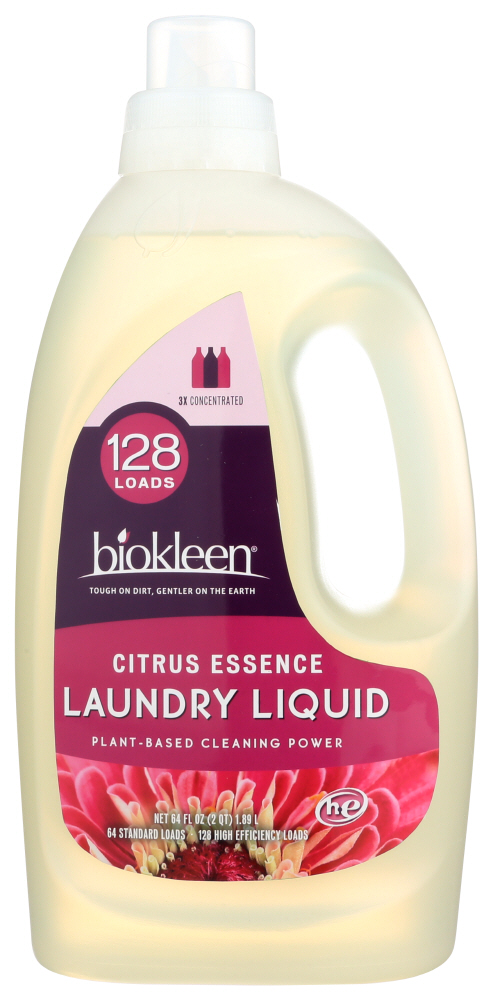 3X CONCENTRATED
128
LOADS
biokleen®
TOUGH ON DIRT, GENTLER ON THE EARTH
CITRUS ESSENCE
LAUNDRY LIQUID
PLANT-BASED CLEANING POWER
he
NET 64 FL OZ (2 QT) 1.89 L
64 STANDARD LOADS 128 HIGH EFFICIENCY LOADS